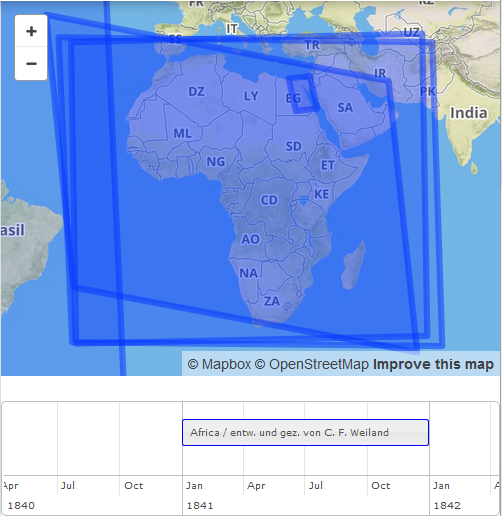 +
−
FR
KZ
IT
ES
TR
UZ
IR
PK
DZ
LY
EG
SA
India
ML
NG
SD
ET
KE
CD
asil
AO
NA
ZA
© Mapbox © OpenStreetMap Improve this map
Africa / entw. und gez. von C. F. Weiland
Apr Jul Oct Jan Apr Jul Oct Jan A
1840 1841 1842